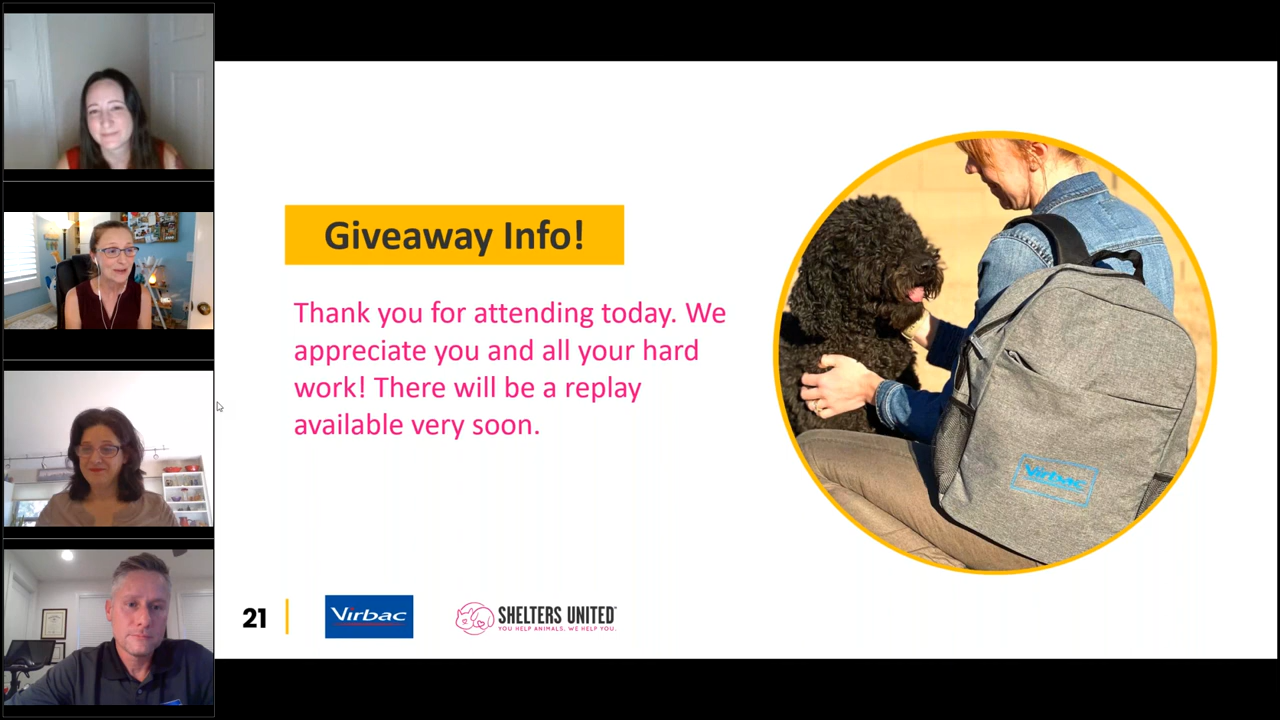 Giveaway Info!
Thank you for attending today. We
appreciate you and all your hard
work! There will be a replay
available very soon.
Virbac
21
Virbac
SHELTERS UNITED
YOU HELP ANIMALS. WE HELP YOU.